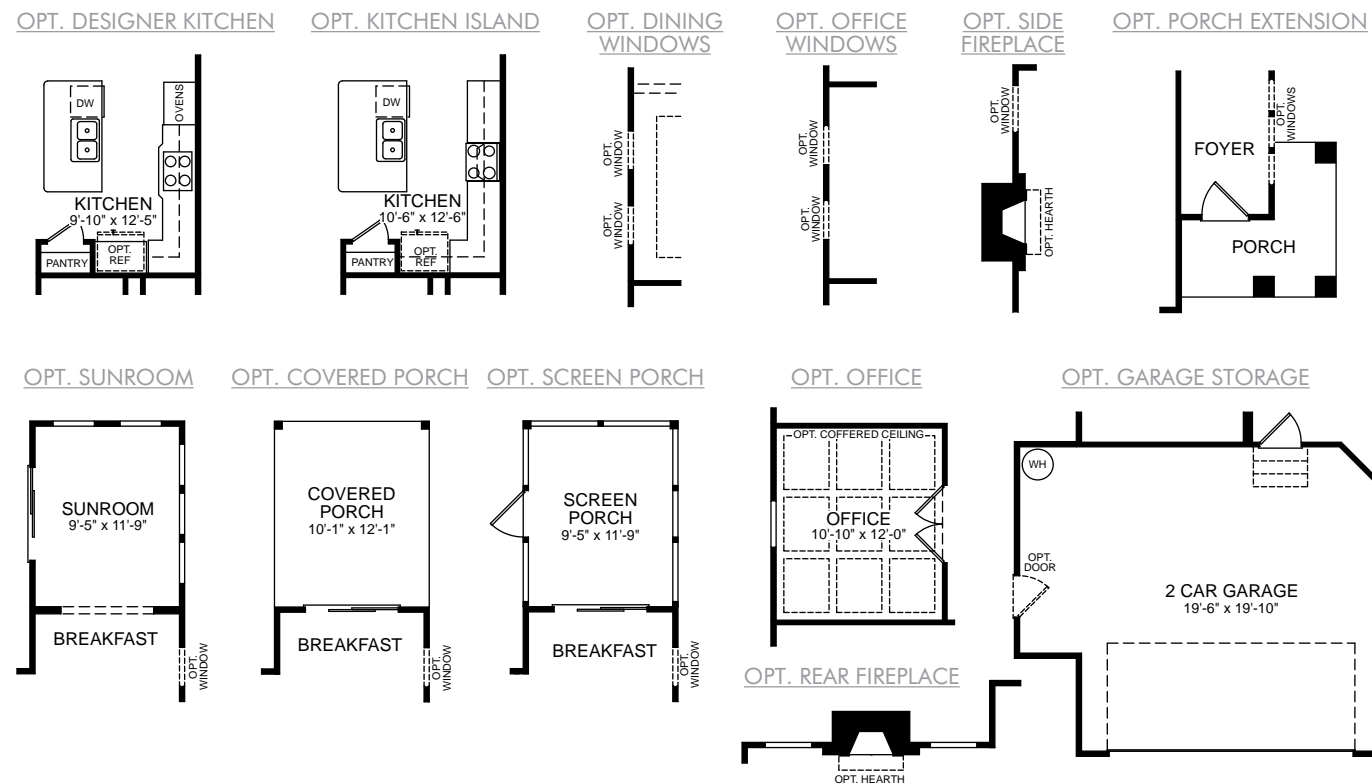 OPT. DESIGNER KITCHEN
DW
OVENS
KITCHEN
9'-10" x 12'-5"
PANTRY
OPT.
REF
OPT. KITCHEN ISLAND
DW
KITCHEN
10'-6" x 12'-6"
PANTRY
OPT.
REF
OPT. DINING
WINDOWS
OPT.
WINDOW
OPT.
WINDOW
OPT. OFFICE
WINDOWS
OPT.
WINDOW
OPT.
WINDOW
OPT. SIDE
FIREPLACE
OPT.
WINDOW
OPT. HEARTH
OPT. PORCH EXTENSION
OPT.
WINDOWS
FOYER
PORCH
OPT. SUNROOM
SUNROOM
9'-5" x 11'-9"
BREAKFAST
OPT.
WINDOW
OPT. COVERED PORCH
COVERED
PORCH
10'-1" x 12'-1"
BREAKFAST
OPT.
WINDOW
OPT. SCREEN PORCH
SCREEN
PORCH
9'-5" x 11'-9"
BREAKFAST
OPT.
WINDOW
OPT. OFFICE
OPT. COFFERED CEILING
OFFICE
10'-10" x 12'-0"
OPT. REAR FIREPLACE
OPT. HEARTH
OPT. GARAGE STORAGE
WH
OPT.
DOOR
2 CAR GARAGE
19'-6" x 19'-10"